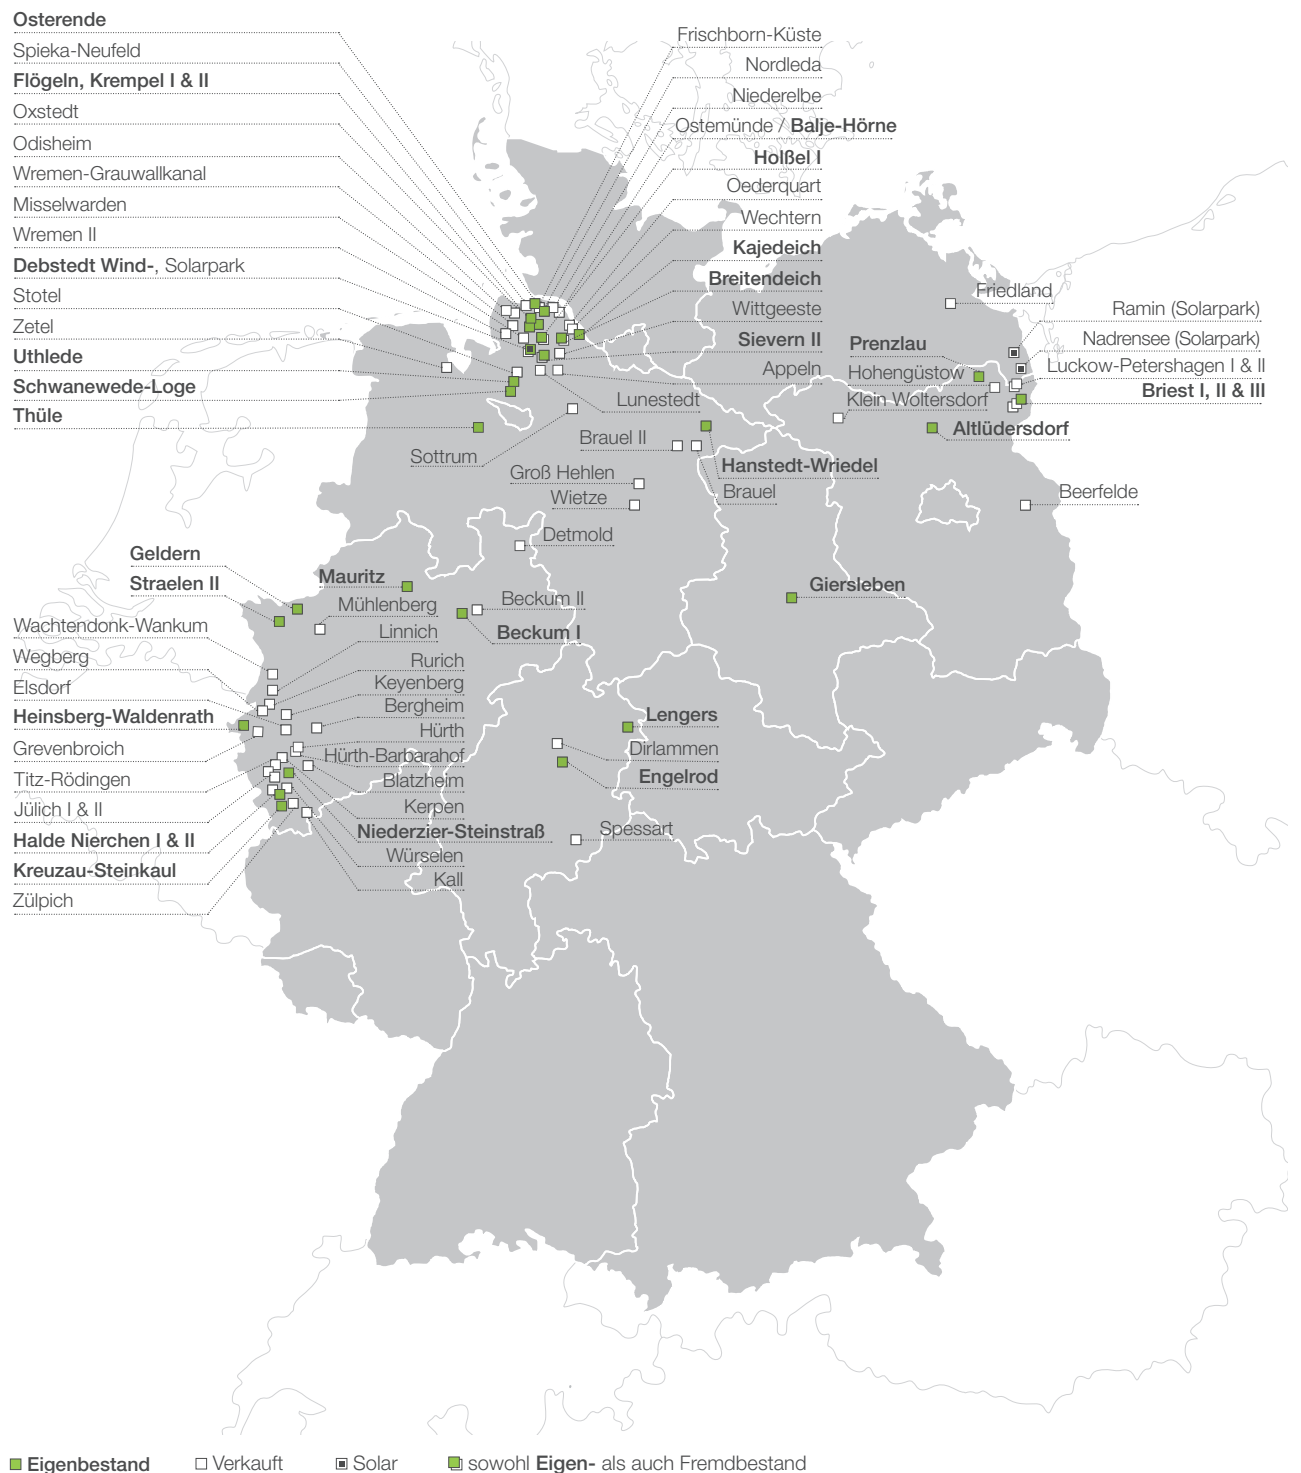 Osterende
Spieka-Neufeld
Flögeln, Krempel I & II
Oxstedt
Odisheim
Wremen-Grauwallkanal
Misselwarden
Wremen II
Debstedt Wind-, Solarpark
Stotel
Zetel
Uthlede
Schwanewede-Loge
Thüle
Frischborn-Küste
Nordleda
Niederelbe
Ostemünde / Balje-Hörne
Holßel I
Oederquart
Wechtern
Kajedeich
Breitendeich
Wittgeeste
Sievern II
Appeln
Lunestedt
Sottrum
Brauel II
Hanstedt-Wriedel
Brauel
Groß Hehlen
Wietze
Detmold
Friedland
Ramin (Solarpark)
Nadrensee (Solarpark)
Luckow-Petershagen I & II
Briest I, II & III
Prenzlau
Hohengüstow
Klein Woltersdorf
Altlüdersdorf
Beerfelde
Giersleben
Geldern
Straelen II
Mauritz
Mühlenberg
Beckum II
Beckum I
Wachtendonk-Wankum
Wegberg
Elsdorf
Heinsberg-Waldenrath
Grevenbroich
Titz-Rödingen
Jülich I & II
Halde Nierchen I & II
Kreuzau-Steinkaul
Zülpich
Linnich
Rurich
Keyenberg
Bergheim
Hürth
Hürth-Barbarahof
Blatzheim
Kerpen
Niederzier-Steinstraß
Würselen
Kall
Lengers
Dirlammen
Engelrod
Spessart
Eigenbestand
Verkauft
Solar
sowohl Eigen- als auch Fremdbestand